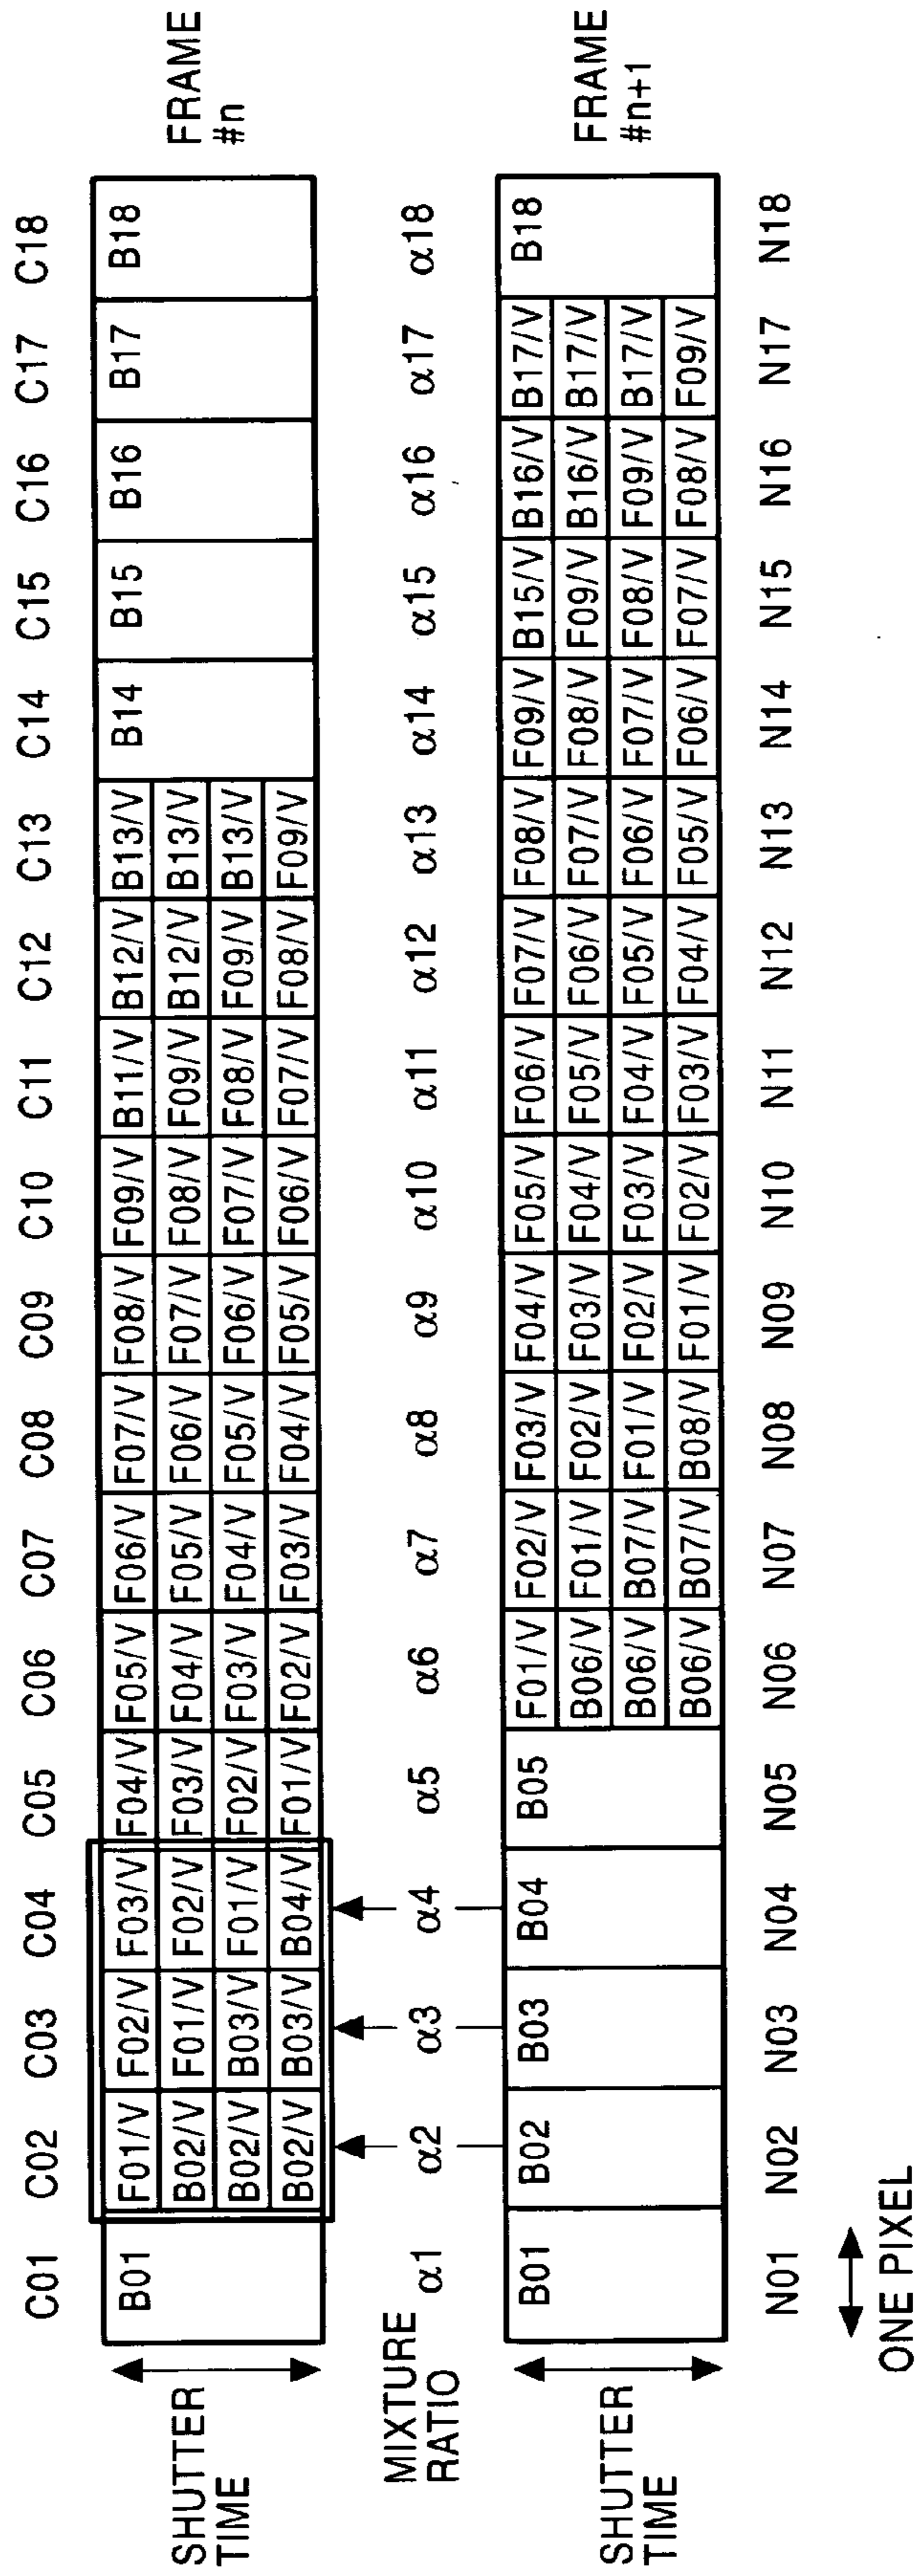 C01 C02 C03 C04 C05 C06 C07 C08 C09 C10 C11 C12 C13 C14 C15 C16 C17 C18
B01 F01/V F02/V F03/V F04/V F05/V F06/V F07/V F08/V F09/V B11/V B12/V B13/V B14 B15 B16 B17 B18
B02/V F01/V F02/V F03/V F04/V F05/V F06/V F07/V F08/V F09/V B12/V B13/V
B02/V B03/V F01/V F02/V F03/V F04/V F05/V F06/V F07/V F08/V F09/V B13/V
B02/V B03/V B04/V F01/V F02/V F03/V F04/V F05/V F06/V F07/V F08/V F09/V
SHUTTER
TIME
FRAME
#n
MIXTURE
RATIO
α1 α2 α3 α4 α5 α6 α7 α8 α9 α10 α11 α12 α13 α14 α15 α16 α17 α18
B01 B02 B03 B04 B05 F01/V F02/V F03/V F04/V F05/V F06/V F07/V F08/V F09/V B15/V B16/V B17/V B18
B06/V F01/V F02/V F03/V F04/V F05/V F06/V F07/V F08/V F09/V B16/V B17/V
B06/V B07/V F01/V F02/V F03/V F04/V F05/V F06/V F07/V F08/V F09/V B17/V
B06/V B07/V B08/V F01/V F02/V F03/V F04/V F05/V F06/V F07/V F08/V F09/V
SHUTTER
TIME
FRAME
#n+1
N01 N02 N03 N04 N05 N06 N07 N08 N09 N10 N11 N12 N13 N14 N15 N16 N17 N18
ONE PIXEL